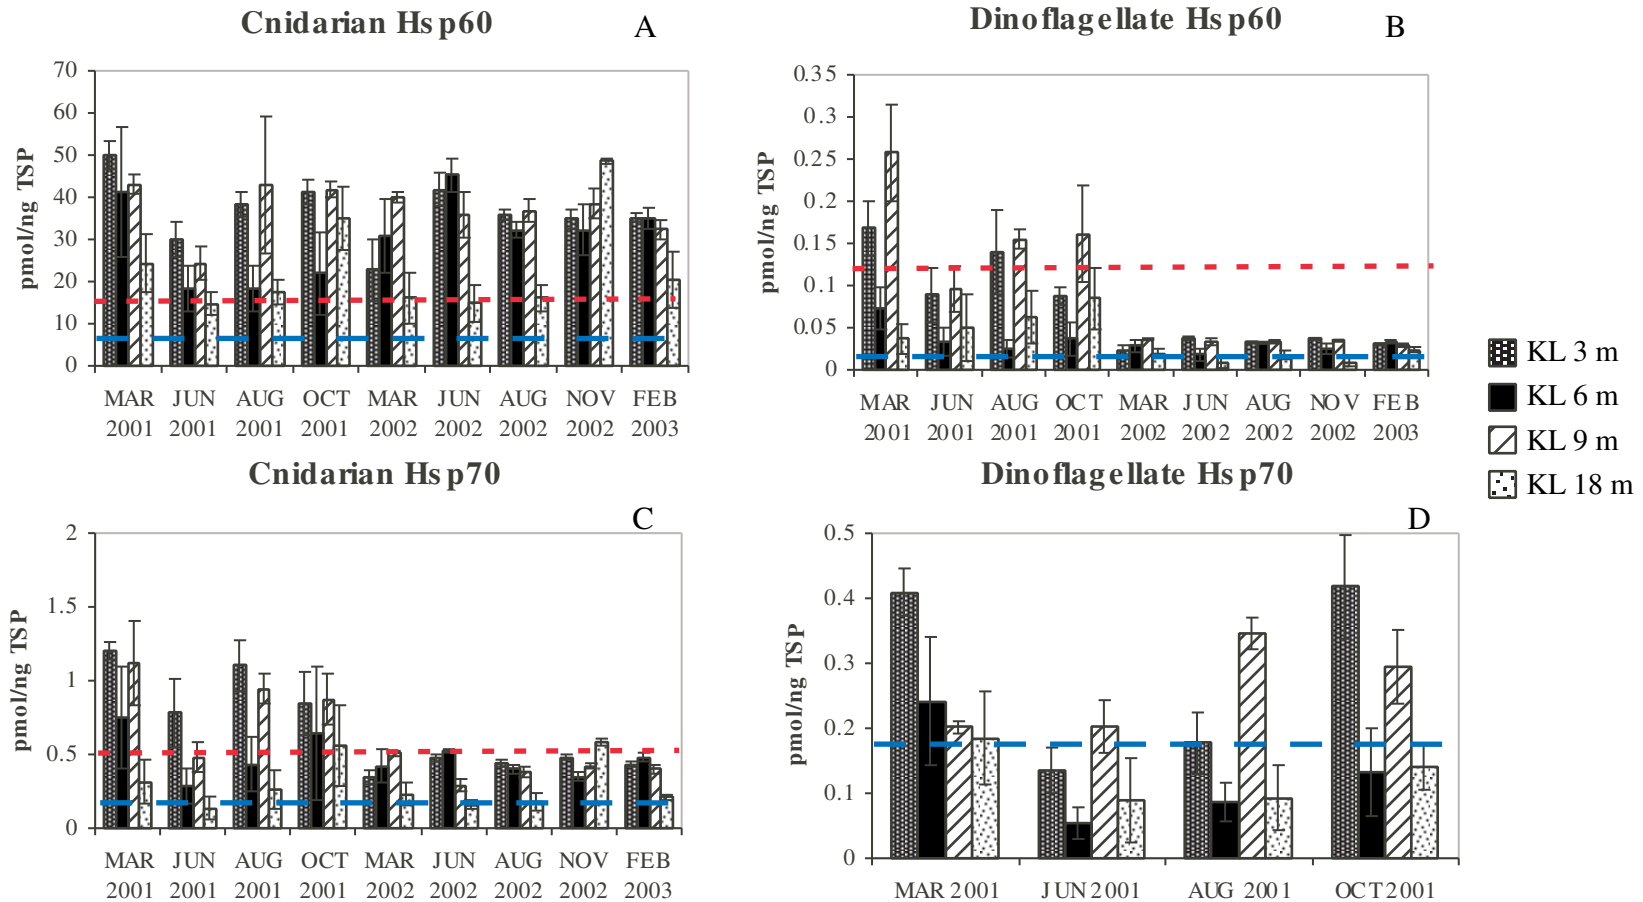 Cnidarian Hsp60
A
70
60
50
40
30
20
10
0
pmol/ng TSP
MAR 2001
JUN 2001
AUG 2001
OCT 2001
MAR 2002
JUN 2002
AUG 2002
NOV 2002
FEB 2003
Dinoflagellate Hsp60
B
0.35
0.3
0.25
0.2
0.15
0.1
0.05
0
pmol/ng TSP
MAR 2001
JUN 2001
AUG 2001
OCT 2001
MAR 2002
JUN 2002
AUG 2002
NOV 2002
FEB 2003
KL 3 m
KL 6 m
KL 9 m
KL 18 m
Cnidarian Hsp70
C
2
1.5
1
0.5
0
pmol/ng TSP
MAR 2001
JUN 2001
AUG 2001
OCT 2001
MAR 2002
JUN 2002
AUG 2002
NOV 2002
FEB 2003
Dinoflagellate Hsp70
D
0.5
0.4
0.3
0.2
0.1
0
pmol/ng TSP
MAR 2001
JUN 2001
AUG 2001
OCT 2001